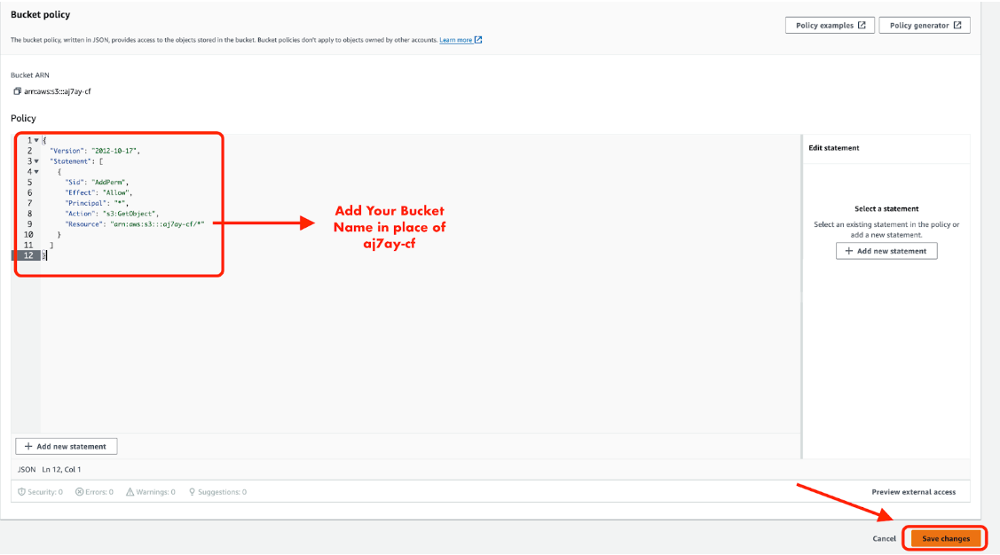 Bucket policy
Policy examples
Policy generator
The bucket policy, written in JSON, provides access to the objects stored in the bucket. Bucket policies don't apply to objects owned by other accounts. Learn more
Bucket ARN
arn:aws:s3:::aj7ay-cf
Policy
1 {
2 "Version": "2012-10-17",
3 "Statement": [
4 {
5 "Sid": "AddPerm",
6 "Effect": "Allow",
7 "Principal": "*",
8 "Action": "s3:GetObject",
9 "Resource": "arn:aws:s3:::aj7ay-cf/*"
10 }
11 ]
12 }
Add Your Bucket
Name in place of
aj7ay-cf
Edit statement
Select a statement
Select an existing statement in the policy or
add a new statement.
+ Add new statement
+ Add new statement
JSON Ln 12, Col 1
Security: 0 Errors: 0 Warnings: 0 Suggestions: 0
Preview external access
Cancel
Save changes